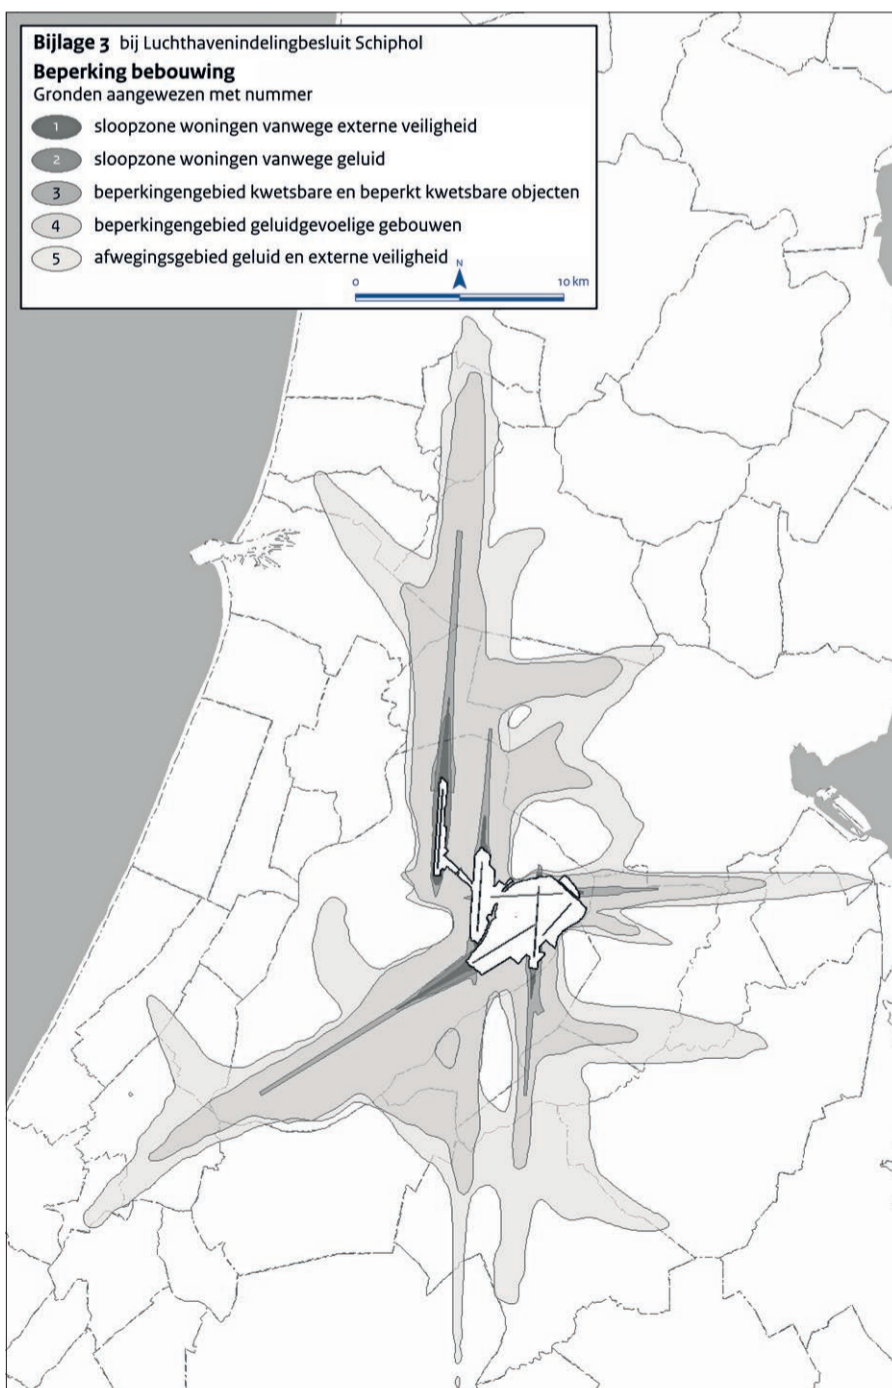 Bijlage 3 bij Luchthavenindelingbesluit Schiphol
Beperking bebouwing
Gronden aangewezen met nummer
1 sloopzone woningen vanwege externe veiligheid
2 sloopzone woningen vanwege geluid
3 beperkingengebied kwetsbare en beperkt kwetsbare objecten
4 beperkingengebied geluidgevoelige gebouwen
5 afwegingsgebied geluid en externe veiligheid
N
0 10 km